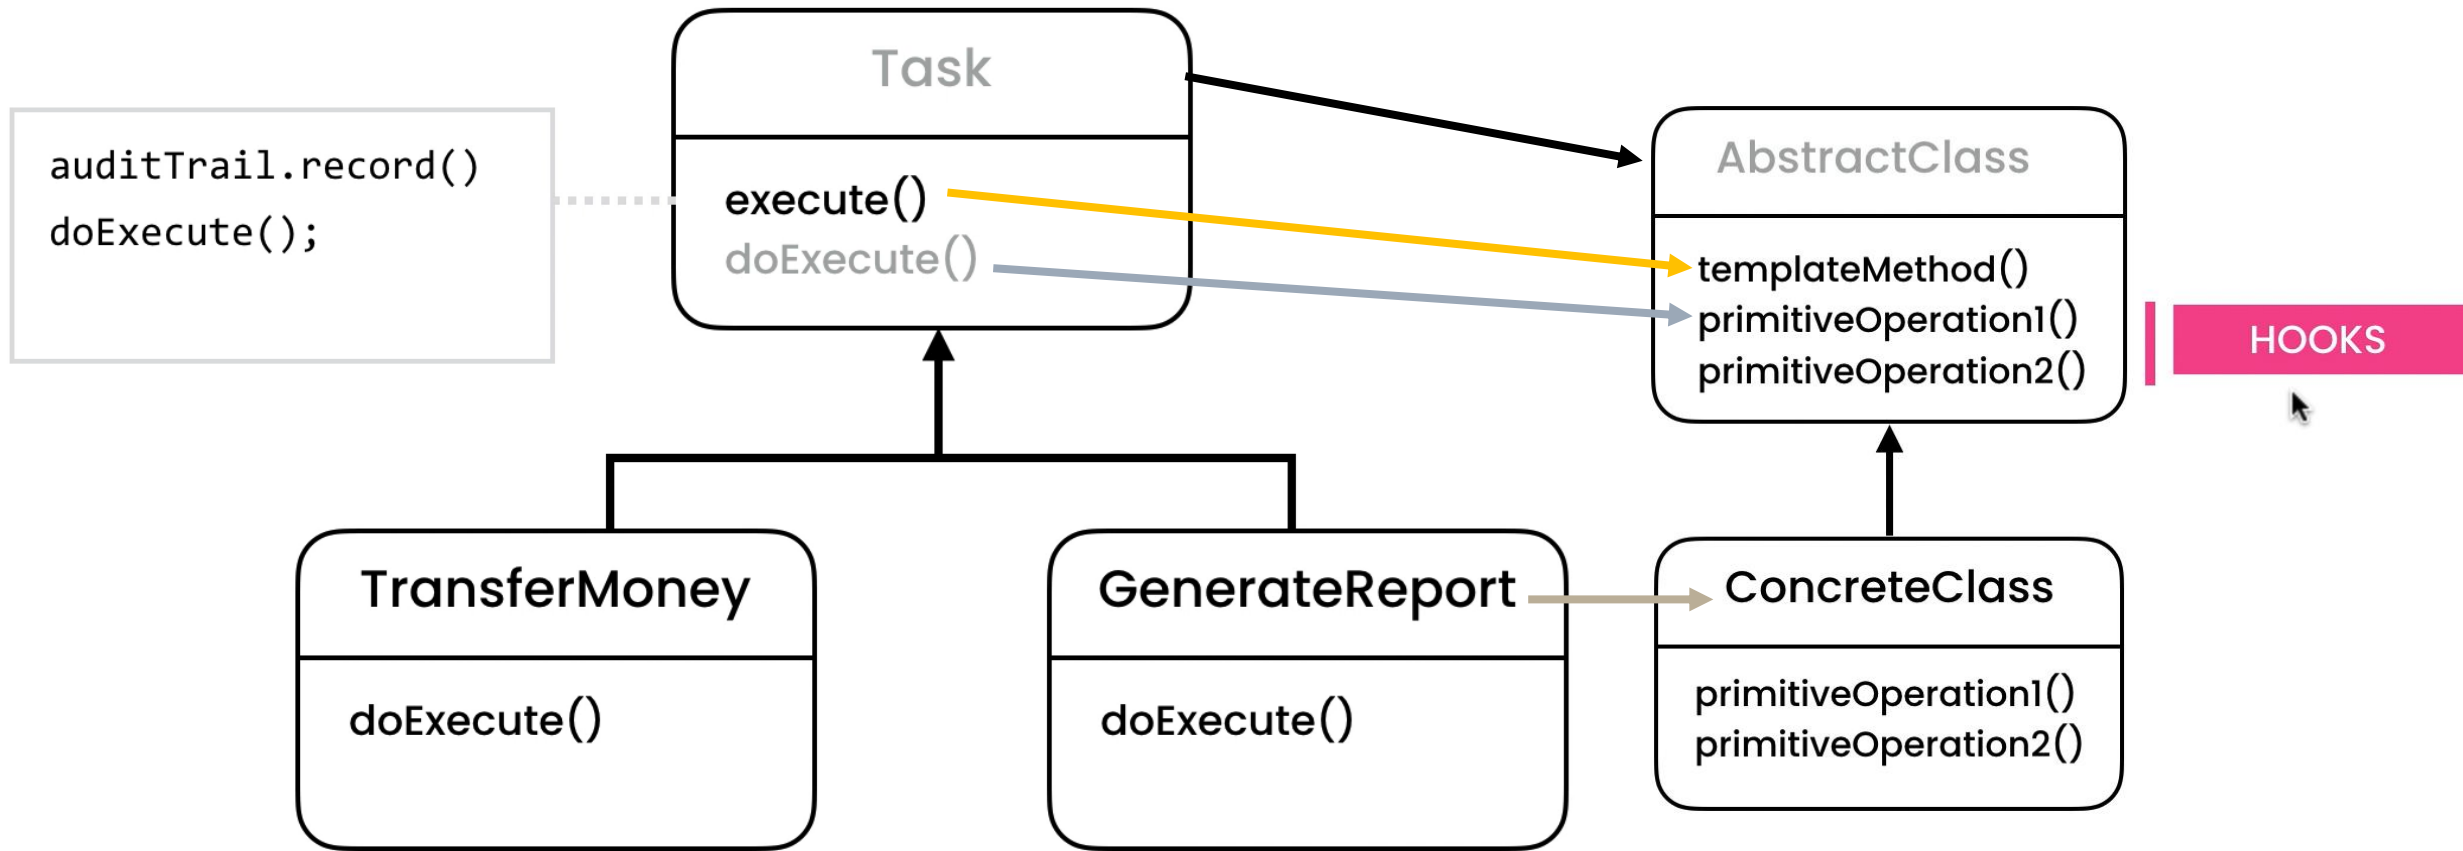 Task
auditTrail.record()
doExecute();
execute()
doExecute()
AbstractClass
templateMethod()
primitiveOperation1()
primitiveOperation2()
HOOKS
TransferMoney
doExecute()
GenerateReport
doExecute()
ConcreteClass
primitiveOperation1()
primitiveOperation2()